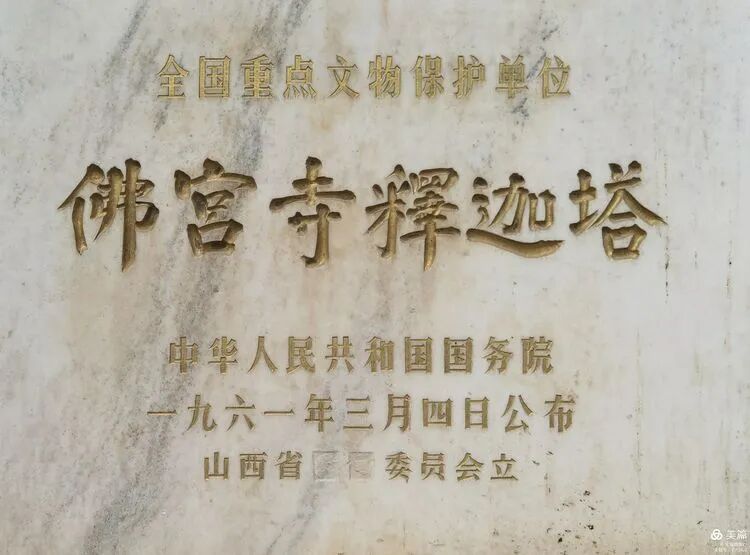 全国重点文物保护单位
佛宫寺釋迦塔
中华人民共和国国务院
一九六一年三月四日公布
山西省 委员会立
美篇